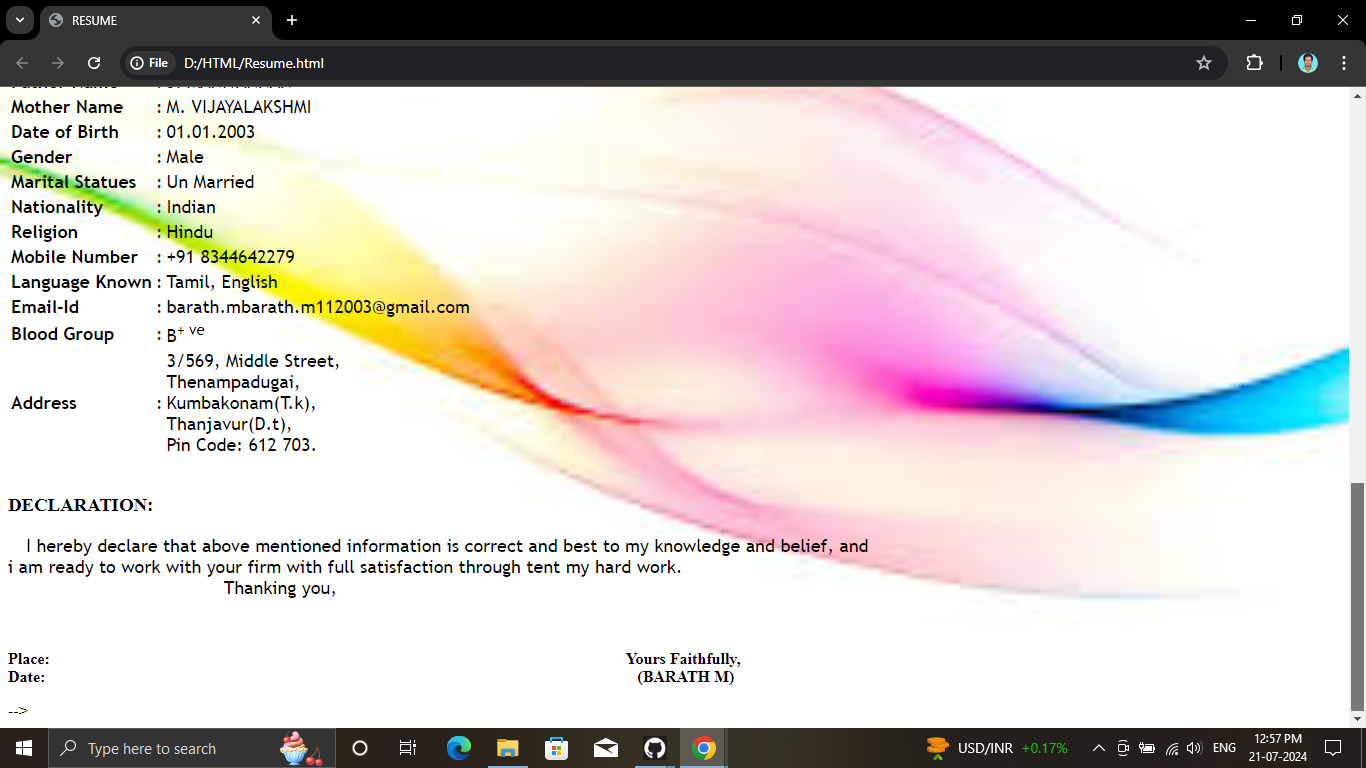 RESUME
File D:/HTML/Resume.html
Mother Name : M. VIJAYALAKSHMI
Date of Birth : 01.01.2003
Gender : Male
Marital Statues : Un Married
Nationality : Indian
Religion : Hindu
Mobile Number : +91 8344642279
Language Known : Tamil, English
Email-Id : barath.mbarath.m112003@gmail.com
Blood Group : B+ ve
3/569, Middle Street,
Thenampadugai,
Address : Kumbakonam(T.k),
Thanjavur(D.t),
Pin Code: 612 703.
DECLARATION:
I hereby declare that above mentioned information is correct and best to my knowledge and belief, and
i am ready to work with your firm with full satisfaction through tent my hard work.
Thanking you,
Place: Yours Faithfully,
Date: (BARATH M)
-->
Type here to search USD/INR +0.17% ENG 12:57 PM
21-07-2024